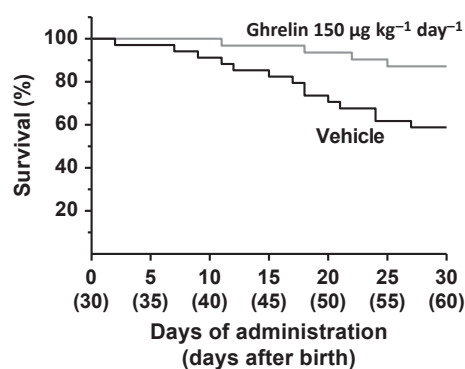 Ghrelin 150 μg kg⁻¹ day⁻¹
Vehicle
Survival (%)
100
80
60
40
20
0 5 10 15 20 25 30
(30) (35) (40) (45) (50) (55) (60)
Days of administration
(days after birth)